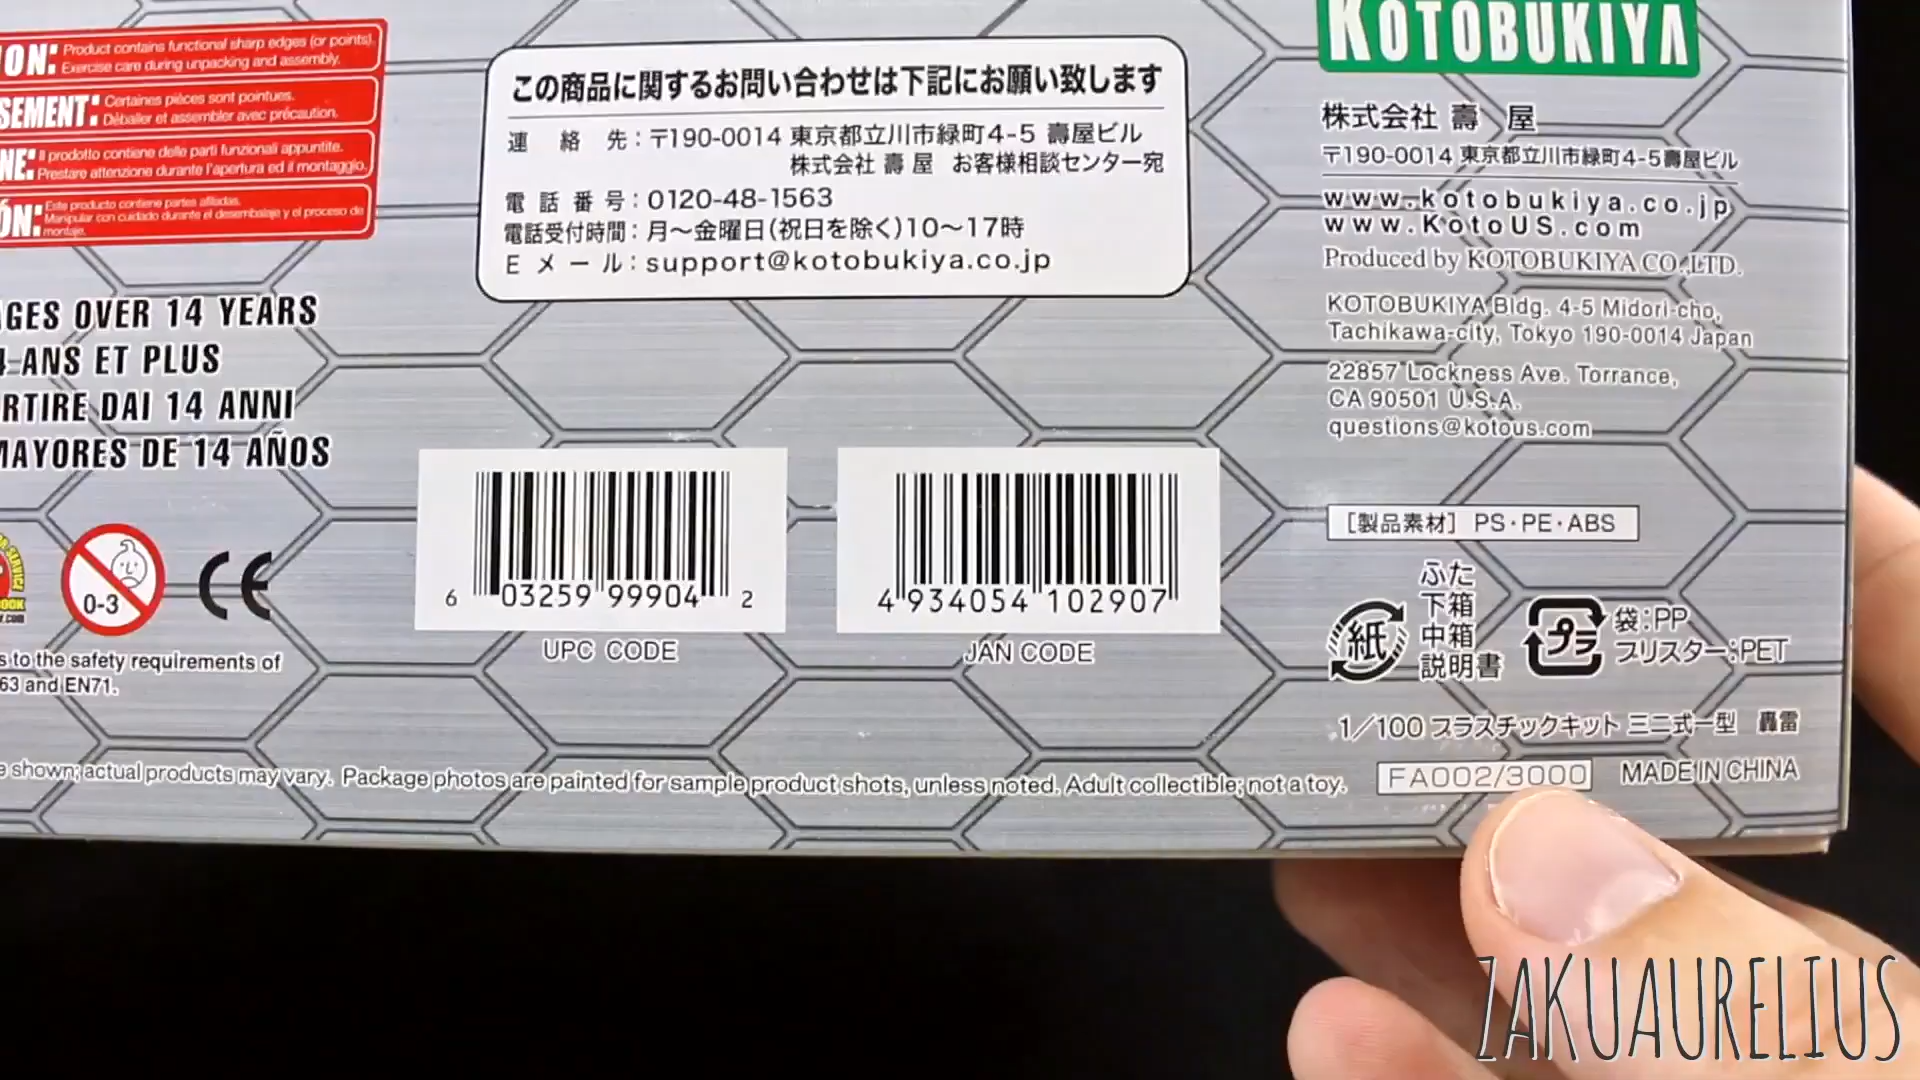 ON: Product contains functional sharp edges (or points).
Exercise care during unpacking and assembly.
SEMENT: Certaines pièces sont pointues.
Déballer et assembler avec précaution.
NE: Il prodotto contiene delle parti funzionali appuntite.
Prestare attenzione durante l'apertura ed il montaggio.
ÓN: Este producto contiene partes afiladas.
Manipular con cuidado durante el desembalaje y el proceso de
montaje.
AGES OVER 14 YEARS
4 ANS ET PLUS
RTIRE DAI 14 ANNI
MAYORES DE 14 AÑOS
0-3
CE
s to the safety requirements of
63 and EN71.
この商品に関するお問い合わせは下記にお願い致します
連絡先：〒190-0014 東京都立川市緑町4-5 壽屋ビル
株式会社 壽屋 お客様相談センター宛
電話番号：0120-48-1563
電話受付時間：月～金曜日(祝日を除く)10～17時
Eメール：support@kotobukiya.co.jp
6 03259 99904 2
UPC CODE
4 934054 102907
JAN CODE
KOTOBUKIYA
株式会社 壽 屋
〒190-0014 東京都立川市緑町4-5壽屋ビル
www.kotobukiya.co.jp
www.KotoUS.com
Produced by KOTOBUKIYA CO.,LTD.
KOTOBUKIYA Bldg. 4-5 Midori-cho,
Tachikawa-city, Tokyo 190-0014 Japan
22857 Lockness Ave. Torrance,
CA 90501 U.S.A.
questions@kotous.com
［製品素材］ PS・PE・ABS
紙
ふた
下箱
中箱
説明書
プラ
袋：PP
ブリスター：PET
1/100 プラスチックキット 三二式一型 轟雷
e shown; actual products may vary. Package photos are painted for sample product shots, unless noted. Adult collectible; not a toy.
FA002/3000 MADE IN CHINA
ZAKUAURELIUS